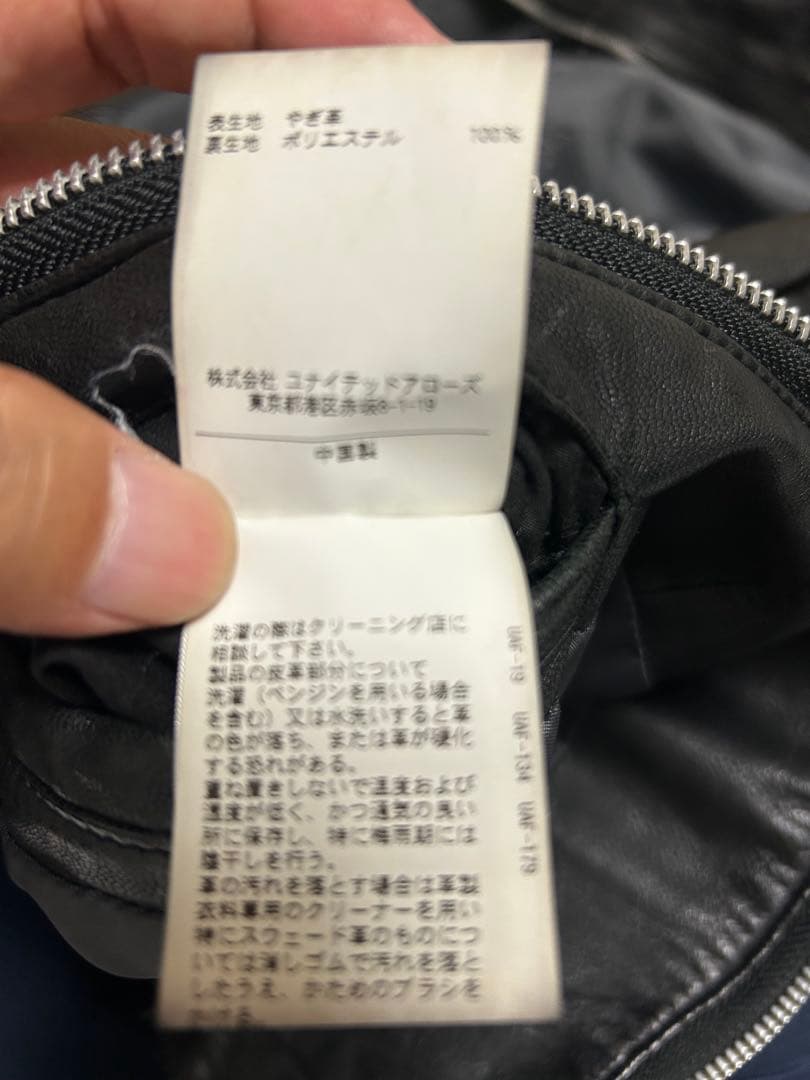 表生地 やぎ革
裏生地 ポリエステル 100%
株式会社 ユナイテッドアローズ
東京都港区赤坂8-1-19
中国製
洗濯の際はクリーニング店に
相談して下さい。
製品の皮革部分について
洗濯(ベンジンを用いる場合
を含む)又は水洗いすると革
の色が落ち、または革が硬化
する恐れがある。
重ね置きしないで温度および
湿度が低く、かつ通気の良い
所に保存し、特に梅雨期には
陰干しを行う。
革の汚れを落とす場合は革製
衣料専用のクリーナーを用い
特にスウェード革のものにつ
いては消しゴムで汚れを落と
したうえ、かためのブラシを
かける。
UAF-19 UAF-134 UAF-179